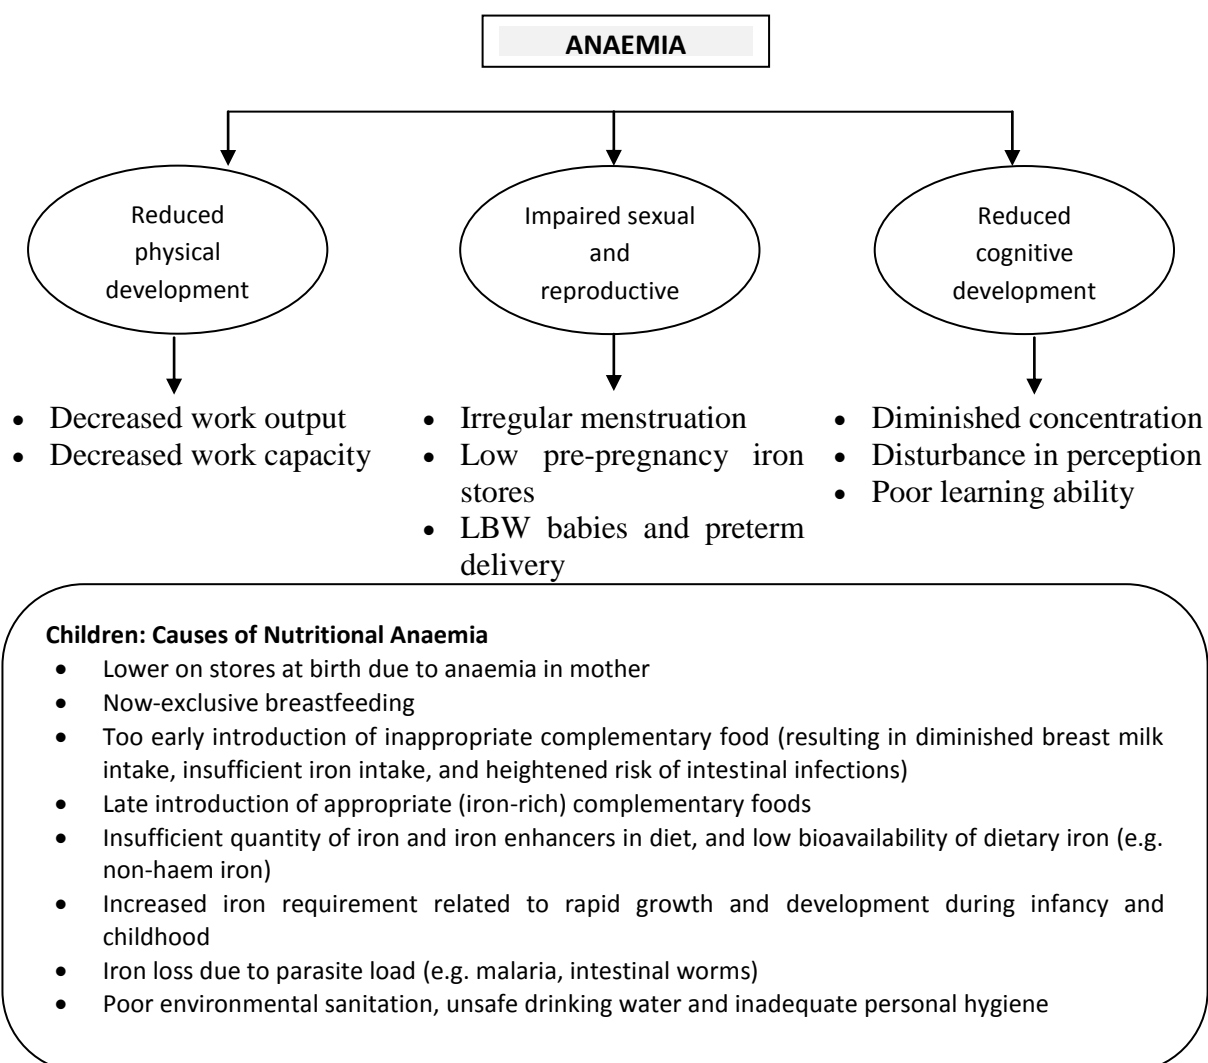 ANAEMIA
Reduced
physical
development
Impaired sexual
and
reproductive
Reduced
cognitive
development
• Decreased work output
• Decreased work capacity
• Irregular menstruation
• Low pre-pregnancy iron
stores
• LBW babies and preterm
delivery
• Diminished concentration
• Disturbance in perception
• Poor learning ability
Children: Causes of Nutritional Anaemia
• Lower on stores at birth due to anaemia in mother
• Now-exclusive breastfeeding
• Too early introduction of inappropriate complementary food (resulting in diminished breast milk
intake, insufficient iron intake, and heightened risk of intestinal infections)
• Late introduction of appropriate (iron-rich) complementary foods
• Insufficient quantity of iron and iron enhancers in diet, and low bioavailability of dietary iron (e.g.
non-haem iron)
• Increased iron requirement related to rapid growth and development during infancy and
childhood
• Iron loss due to parasite load (e.g. malaria, intestinal worms)
• Poor environmental sanitation, unsafe drinking water and inadequate personal hygiene